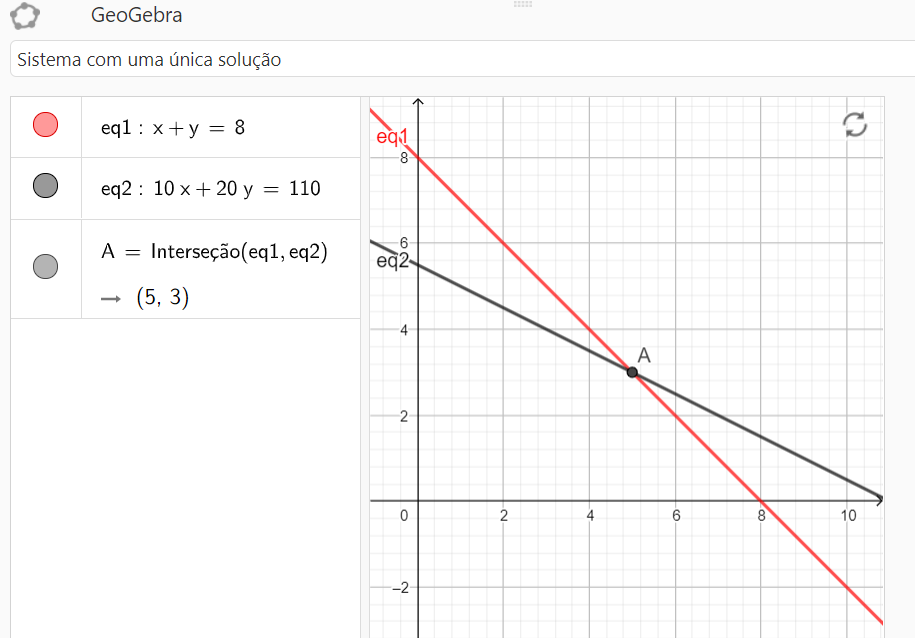 GeoGebra
Sistema com uma única solução
eq1 : x + y = 8
eq2 : 10 x + 20 y = 110
A = Interseção(eq1, eq2)
→ (5, 3)
eq1
8
6
eq2
4
A
2
0 2 4 6 8 10
−2